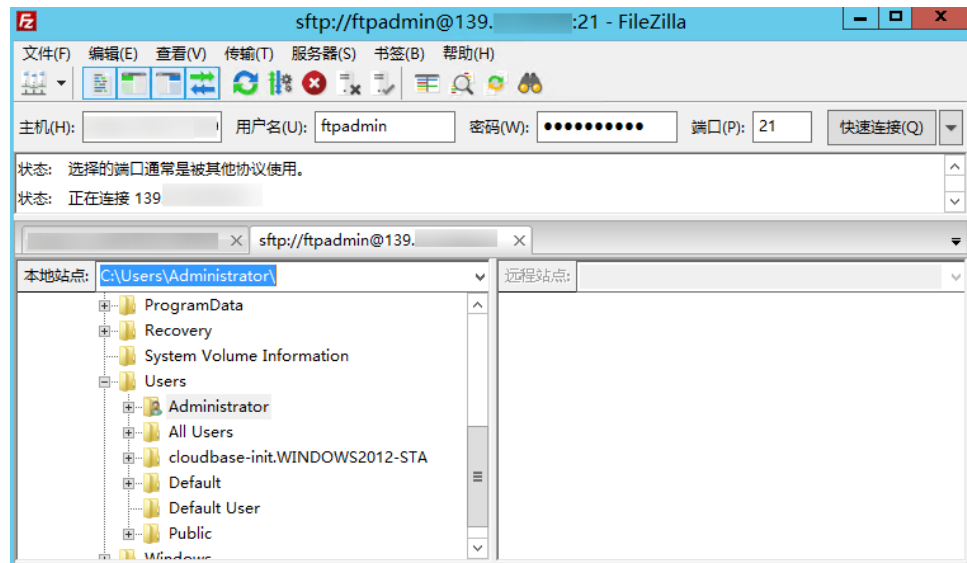 sftp://ftpadmin@139. :21 - FileZilla
文件(F) 编辑(E) 查看(V) 传输(T) 服务器(S) 书签(B) 帮助(H)
主机(H): 用户名(U): ftpadmin 密码(W): ●●●●●●●●●● 端口(P): 21 快速连接(Q)
状态: 选择的端口通常是被其他协议使用。
状态: 正在连接 139
sftp://ftpadmin@139.
本地站点: C:\Users\Administrator\ 远程站点:
ProgramData
Recovery
System Volume Information
Users
Administrator
All Users
cloudbase-init.WINDOWS2012-STA
Default
Default User
Public
Windows